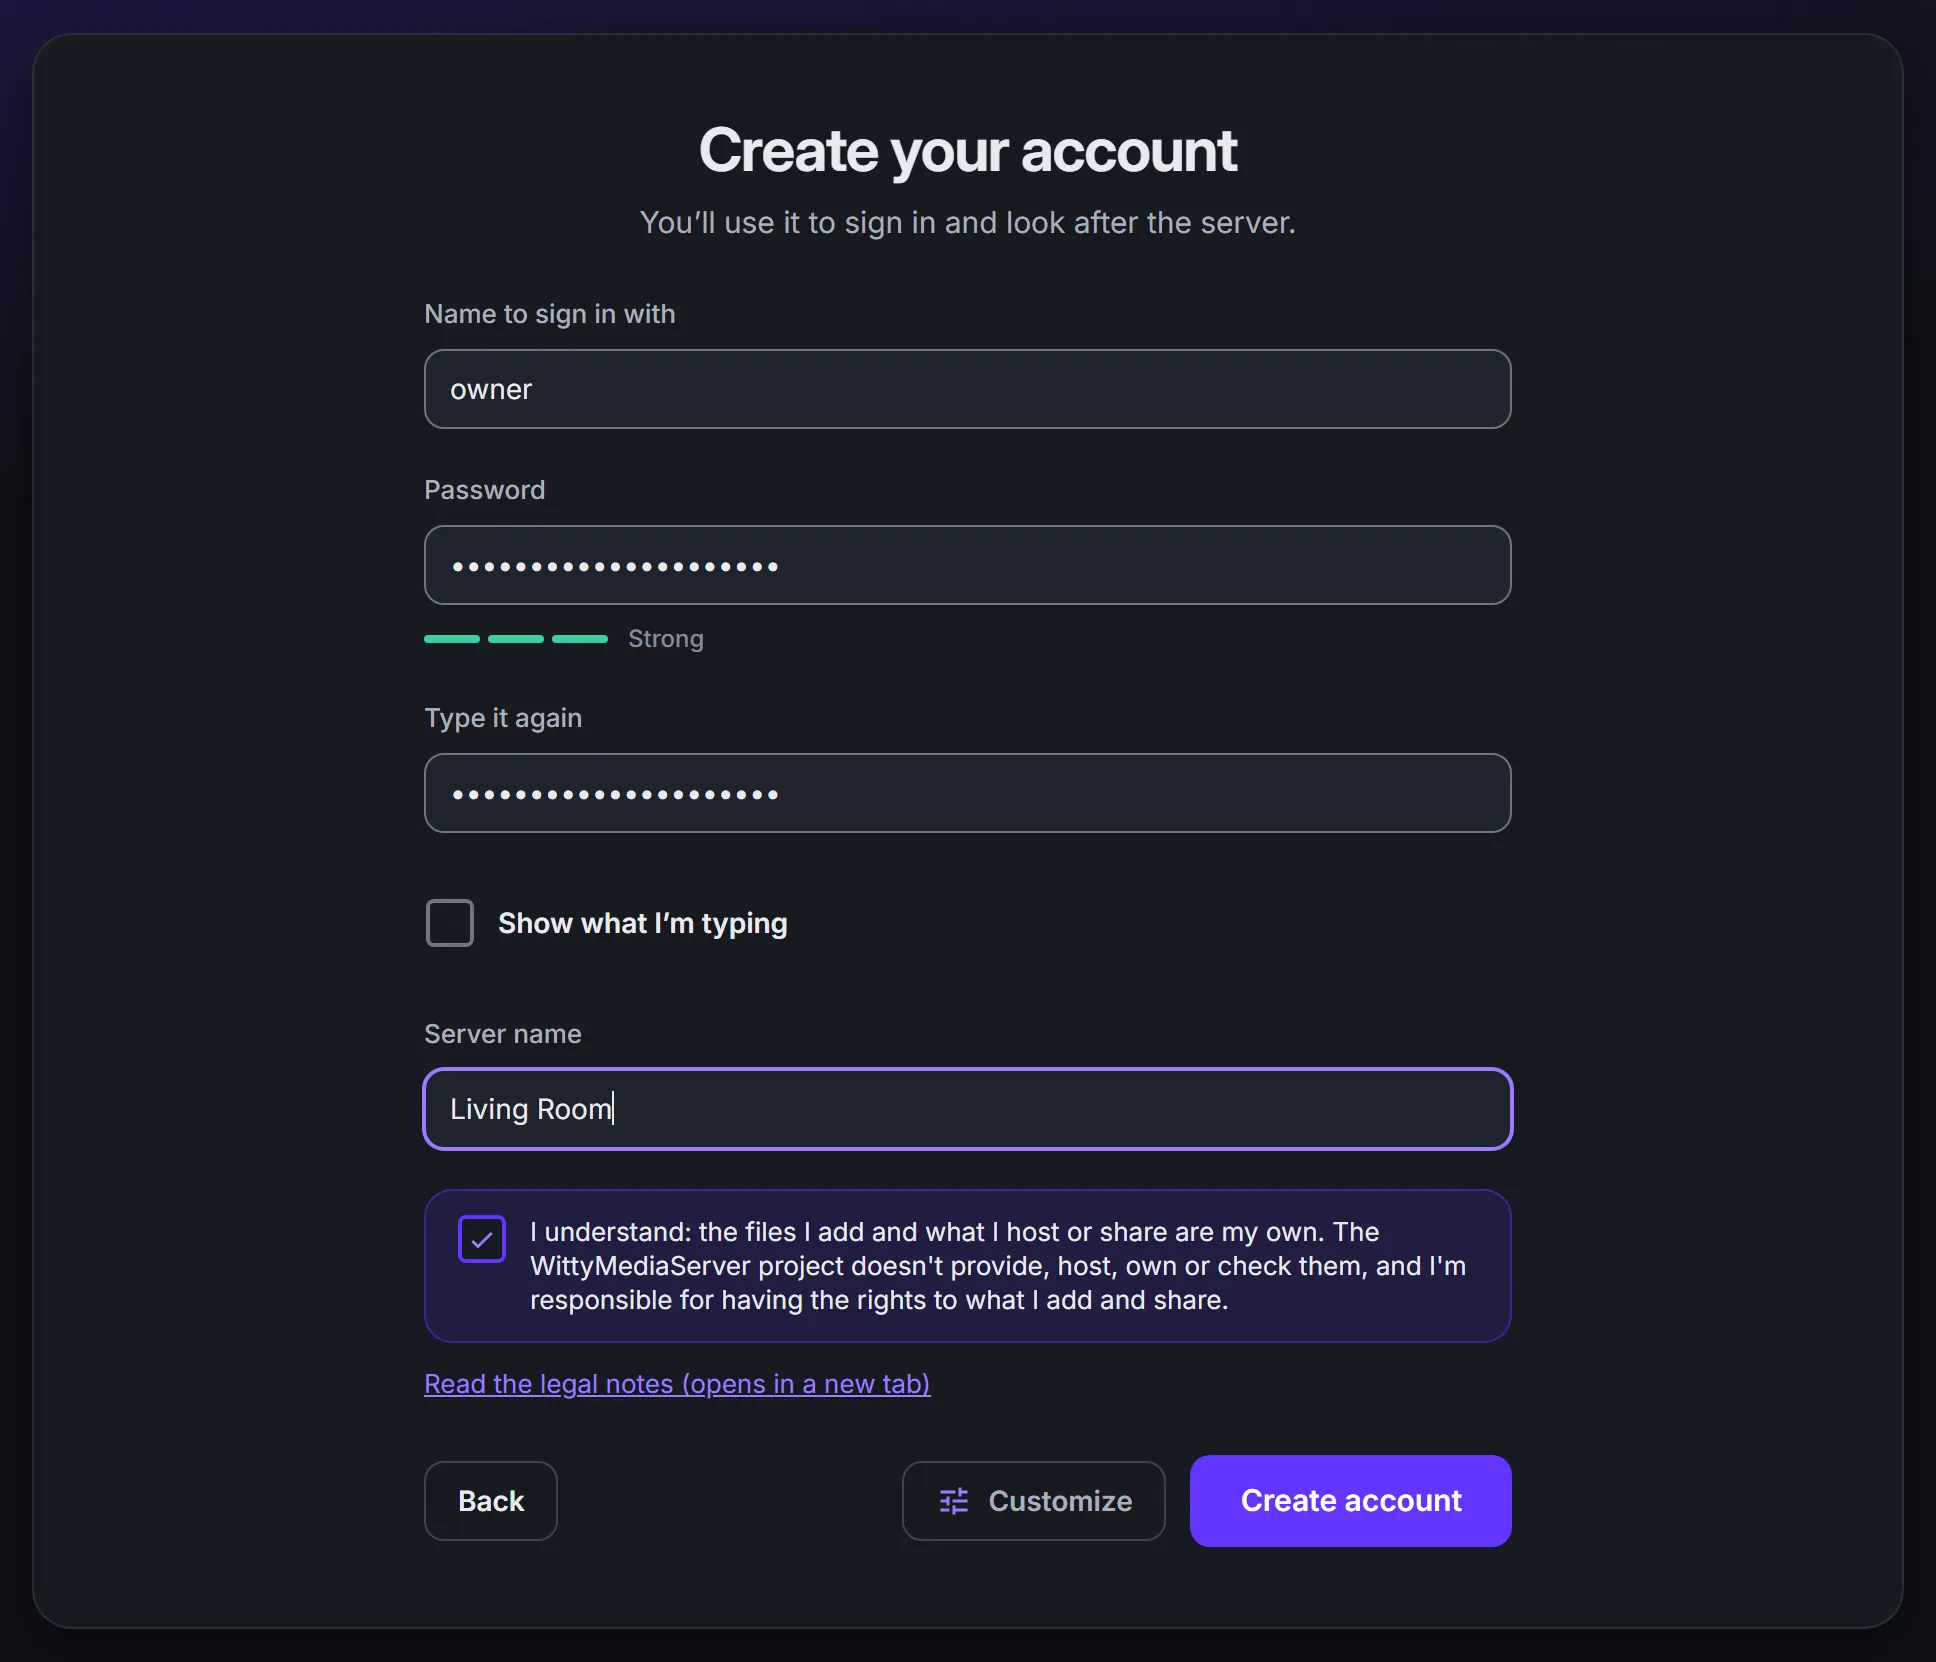 Create your account
You’ll use it to sign in and look after the server.
Name to sign in with
owner
Password
•••••••••••••••••••••
Strong
Type it again
•••••••••••••••••••••
Show what I’m typing
Server name
Living Room
I understand: the files I add and what I host or share are my own. The
WittyMediaServer project doesn't provide, host, own or check them, and I'm
responsible for having the rights to what I add and share.
Read the legal notes (opens in a new tab)
Back
Customize
Create account